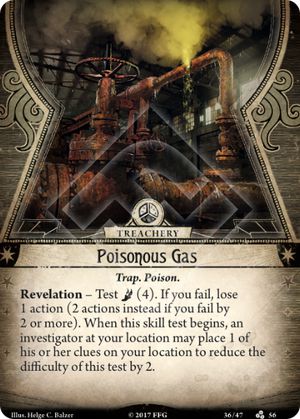 TREACHERY
Poisonous Gas
Trap. Poison.
Revelation – Test (4). If you fail, lose
1 action (2 actions instead if you fail by
2 or more). When this skill test begins, an
investigator at your location may place 1 of
his or her clues on your location to reduce the
difficulty of this test by 2.
Illus. Helge C. Balzer © 2017 FFG 36/47 56